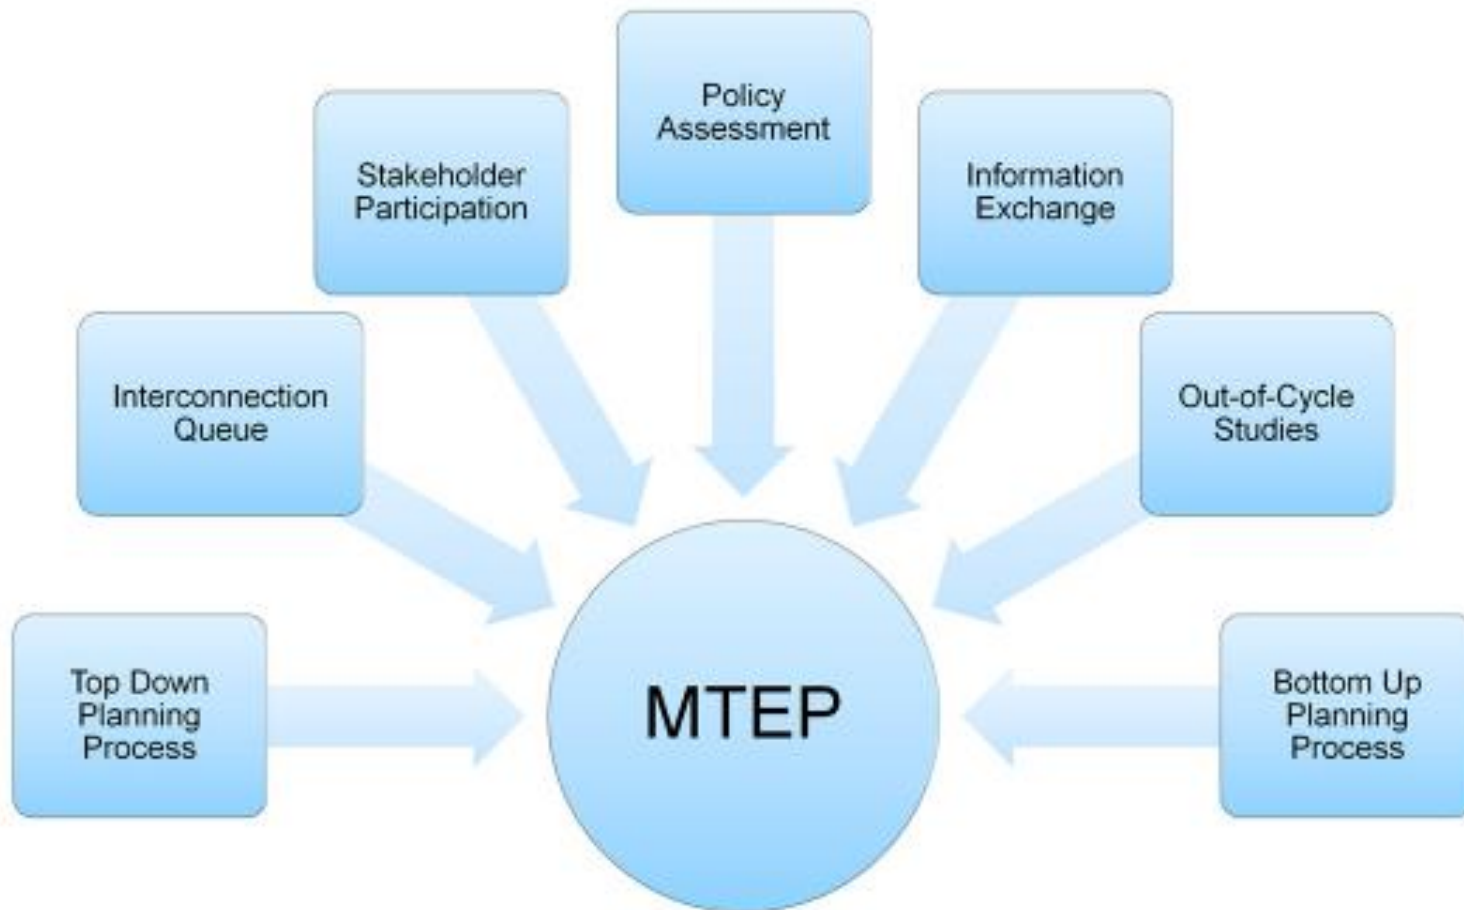 Policy
Assessment
Stakeholder
Participation
Information
Exchange
Interconnection
Queue
Out-of-Cycle
Studies
Top Down
Planning
Process
MTEP
Bottom Up
Planning
Process